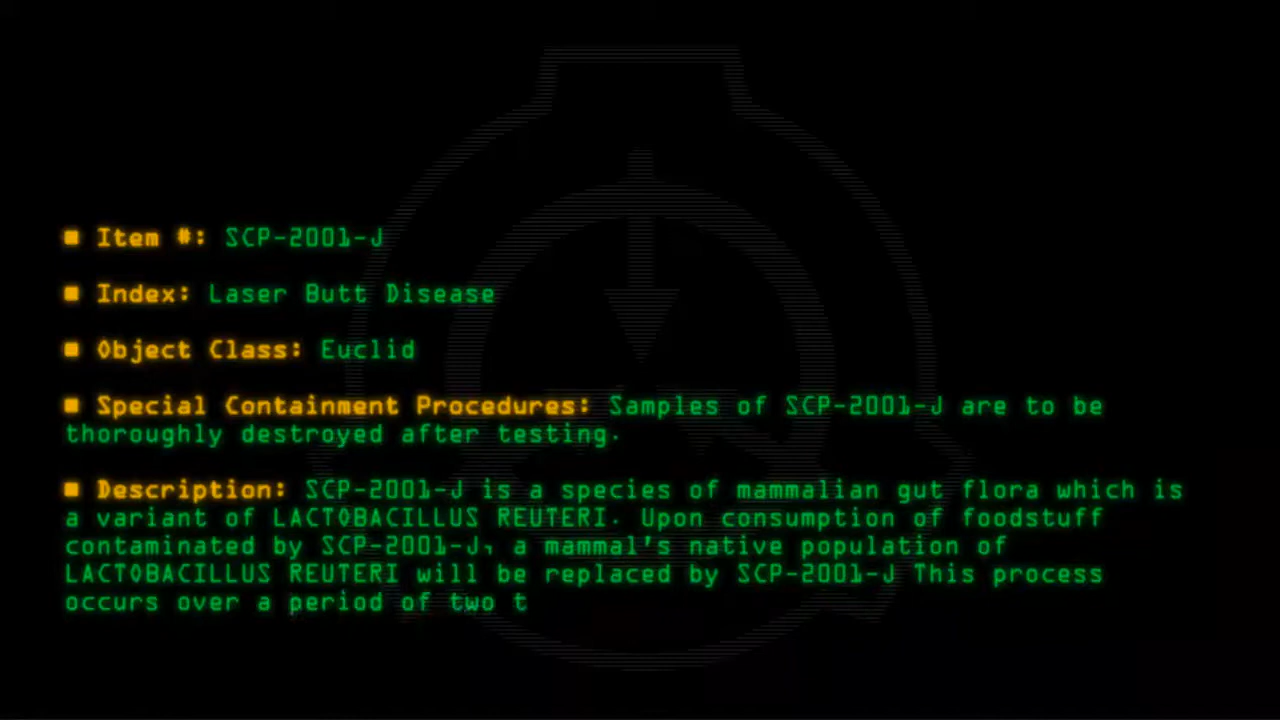 ■ Item #: SCP-2001-J
■ Index: Laser Butt Disease
■ Object Class: Euclid
■ Special Containment Procedures: Samples of SCP-2001-J are to be
thoroughly destroyed after testing.
■ Description: SCP-2001-J is a species of mammalian gut flora which is
a variant of LACTOBACILLUS REUTERI. Upon consumption of foodstuff
contaminated by SCP-2001-J, a mammal's native population of
LACTOBACILLUS REUTERI will be replaced by SCP-2001-J This process
occurs over a period of two t